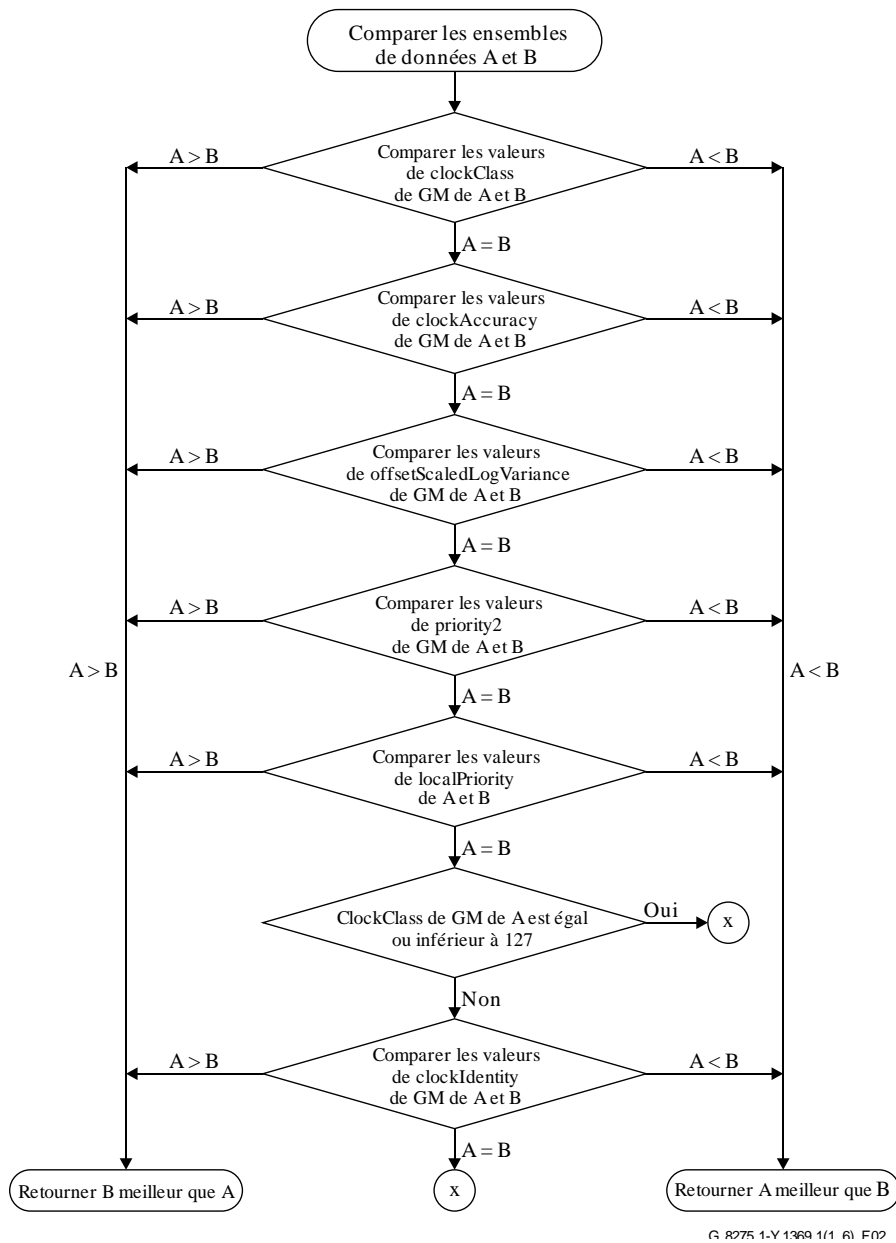 Comparer les ensembles
de données A et B
A > B
Comparer les valeurs
de clockClass
de GM de A et B
A < B
A = B
A > B
Comparer les valeurs
de clockAccuracy
de GM de A et B
A < B
A = B
A > B
Comparer les valeurs
de offsetScaledLogVariance
de GM de A et B
A < B
A = B
A > B
Comparer les valeurs
de priority2
de GM de A et B
A < B
A > B
A < B
A = B
A > B
Comparer les valeurs
de localPriority
de A et B
A < B
A = B
ClockClass de GM de A est égal
ou inférieur à 127
Oui
x
Non
A > B
Comparer les valeurs
de clockIdentity
de GM de A et B
A < B
A = B
Retourner B meilleur que A
x
Retourner A meilleur que B
G.8275.1-Y.1369.1(1_6)_F02